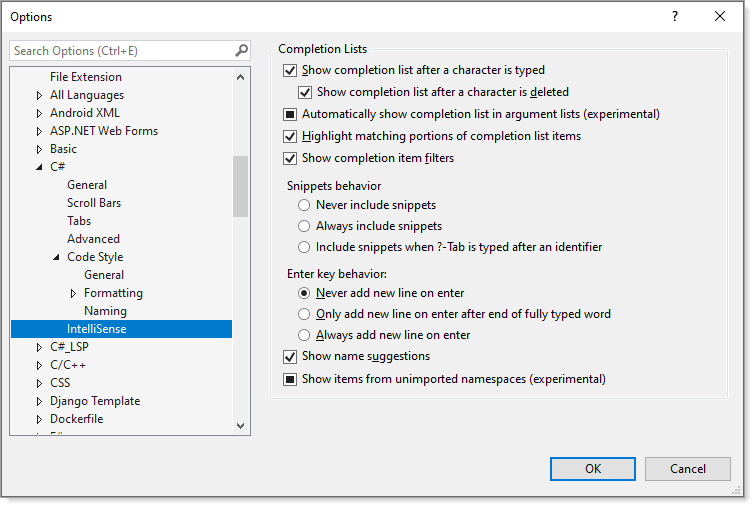 Options
?
Search Options (Ctrl+E)
File Extension
All Languages
Android XML
ASP.NET Web Forms
Basic
C#
General
Scroll Bars
Tabs
Advanced
Code Style
General
Formatting
Naming
IntelliSense
C#_LSP
C/C++
CSS
Django Template
Dockerfile
Completion Lists
Show completion list after a character is typed
Show completion list after a character is deleted
Automatically show completion list in argument lists (experimental)
Highlight matching portions of completion list items
Show completion item filters
Snippets behavior
Never include snippets
Always include snippets
Include snippets when ?-Tab is typed after an identifier
Enter key behavior:
Never add new line on enter
Only add new line on enter after end of fully typed word
Always add new line on enter
Show name suggestions
Show items from unimported namespaces (experimental)
OK
Cancel